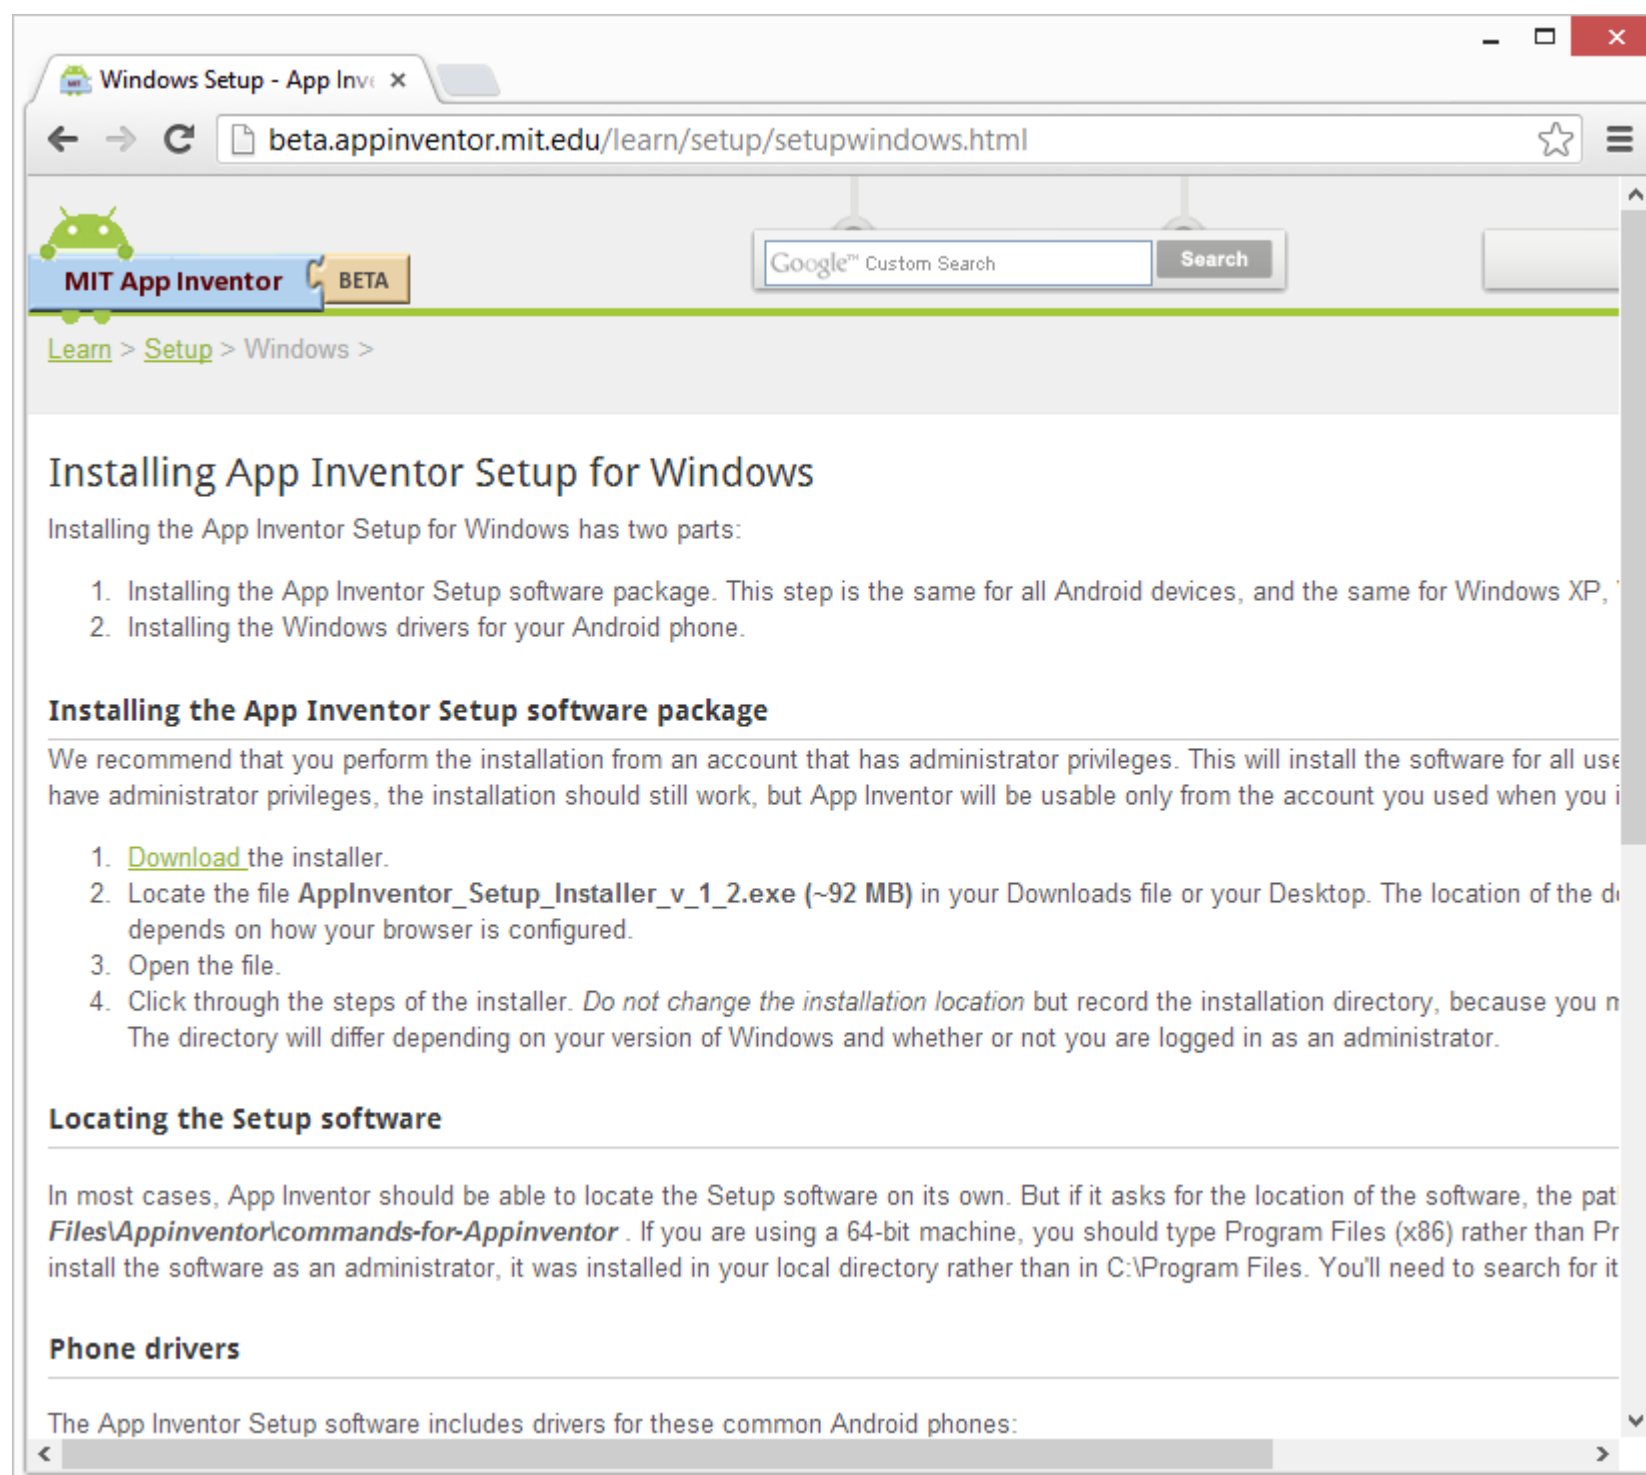 Windows Setup - App Inve
beta.appinventor.mit.edu/learn/setup/setupwindows.html
MIT App Inventor BETA
Google™ Custom Search Search
Learn > Setup > Windows >
Installing App Inventor Setup for Windows
Installing the App Inventor Setup for Windows has two parts:
1. Installing the App Inventor Setup software package. This step is the same for all Android devices, and the same for Windows XP,
2. Installing the Windows drivers for your Android phone.
Installing the App Inventor Setup software package
We recommend that you perform the installation from an account that has administrator privileges. This will install the software for all use
have administrator privileges, the installation should still work, but App Inventor will be usable only from the account you used when you i
1. Download the installer.
2. Locate the file AppInventor_Setup_Installer_v_1_2.exe (~92 MB) in your Downloads file or your Desktop. The location of the d
depends on how your browser is configured.
3. Open the file.
4. Click through the steps of the installer. Do not change the installation location but record the installation directory, because you m
The directory will differ depending on your version of Windows and whether or not you are logged in as an administrator.
Locating the Setup software
In most cases, App Inventor should be able to locate the Setup software on its own. But if it asks for the location of the software, the pat
Files\Appinventor\commands-for-Appinventor . If you are using a 64-bit machine, you should type Program Files (x86) rather than Pr
install the software as an administrator, it was installed in your local directory rather than in C:\Program Files. You'll need to search for it
Phone drivers
The App Inventor Setup software includes drivers for these common Android phones: